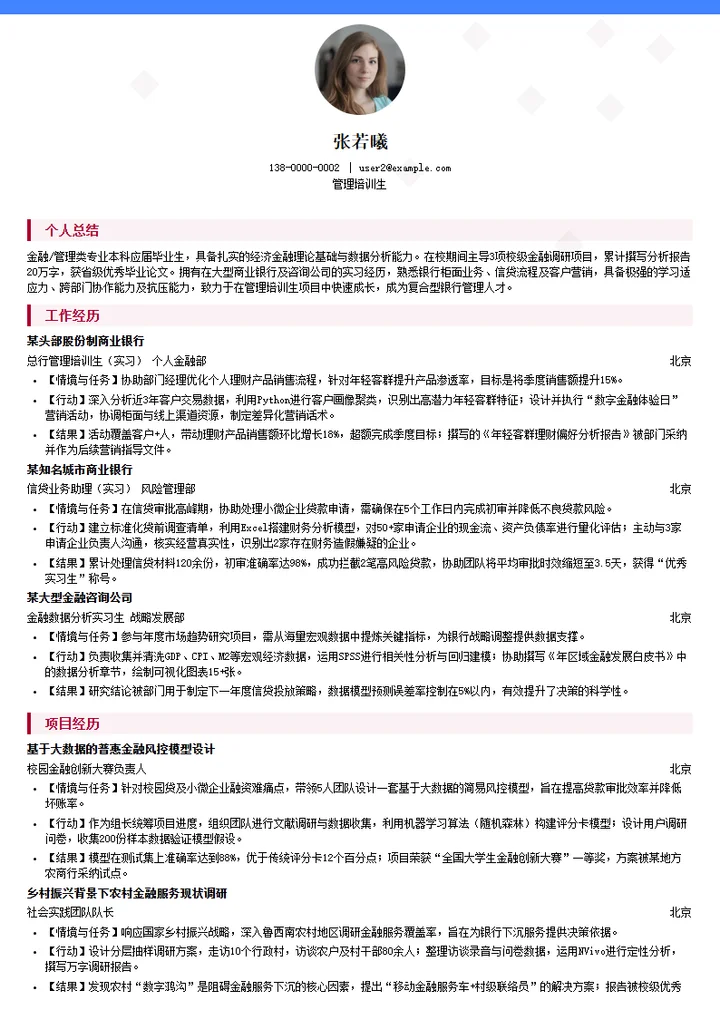 张若曦
138-0000-0002 | user2@example.com
管理培训生
个人总结
金融/管理类专业本科应届毕业生，具备扎实的经济金融理论基础与数据分析能力。在校期间主导3项校级金融调研项目，累计撰写分析报告
20万字，获省级优秀毕业论文。拥有在大型商业银行及咨询公司的实习经历，熟悉银行柜面业务、信贷流程及客户营销，具备极强的学习适
应力、跨部门协作能力及抗压能力，致力于在管理培训生项目中快速成长，成为复合型银行管理人才。
工作经历
某头部股份制商业银行
总行管理培训生（实习） 个人金融部 北京
• 【情境与任务】协助部门经理优化个人理财产品销售流程，针对年轻客群提升产品渗透率，目标是将季度销售额提升15%。
• 【行动】深入分析近3年客户交易数据，利用Python进行客户画像聚类，识别出高潜力年轻客群特征；设计并执行“数字金融体验日”
营销活动，协调柜面与线上渠道资源，制定差异化营销话术。
• 【结果】活动覆盖客户+人，带动理财产品销售额环比增长18%，超额完成季度目标；撰写的《年轻客群理财偏好分析报告》被部门采纳
并作为后续营销指导文件。
某知名城市商业银行
信贷业务助理（实习） 风险管理部 北京
• 【情境与任务】在信贷审批高峰期，协助处理小微企业贷款申请，需确保在5个工作日内完成初审并降低不良贷款风险。
• 【行动】建立标准化贷前调查清单，利用Excel搭建财务分析模型，对50+家申请企业的现金流、资产负债率进行量化评估；主动与3家
申请企业负责人沟通，核实经营真实性，识别出2家存在财务造假嫌疑的企业。
• 【结果】累计处理信贷材料120余份，初审准确率达98%，成功拦截2笔高风险贷款，协助团队将平均审批时效缩短至3.5天，获得“优秀
实习生”称号。
某大型金融咨询公司
金融数据分析实习生 战略发展部 北京
• 【情境与任务】参与年度市场趋势研究项目，需从海量宏观数据中提炼关键指标，为银行战略调整提供数据支撑。
• 【行动】负责收集并清洗GDP、CPI、M2等宏观经济数据，运用SPSS进行相关性分析与回归建模；协助撰写《年区域金融发展白皮书》中
的数据分析章节，绘制可视化图表15+张。
• 【结果】研究结论被部门用于制定下一年度信贷投放策略，数据模型预测误差率控制在5%以内，有效提升了决策的科学性。
项目经历
基于大数据的普惠金融风控模型设计
校园金融创新大赛负责人 北京
• 【情境与任务】针对校园贷及小微企业融资难痛点，带领5人团队设计一套基于大数据的简易风控模型，旨在提高贷款审批效率并降低
坏账率。
• 【行动】作为组长统筹项目进度，组织团队进行文献调研与数据收集，利用机器学习算法（随机森林）构建评分卡模型；设计用户调研
问卷，收集200份样本数据验证模型假设。
• 【结果】模型在测试集上准确率达到88%，优于传统评分卡12个百分点；项目荣获“全国大学生金融创新大赛”一等奖，方案被某地方
农商行采纳试点。
乡村振兴背景下农村金融服务现状调研
社会实践团队队长 北京
• 【情境与任务】响应国家乡村振兴战略，深入鲁西南农村地区调研金融服务覆盖率，旨在为银行下沉服务提供决策依据。
• 【行动】设计分层抽样调研方案，走访10个行政村，访谈农户及村干部80余人；整理访谈录音与问卷数据，运用NVivo进行定性分析，
撰写万字调研报告。
• 【结果】发现农村“数字鸿沟”是阻碍金融服务下沉的核心因素，提出“移动金融服务车+村级联络员”的解决方案；报告被校级优秀